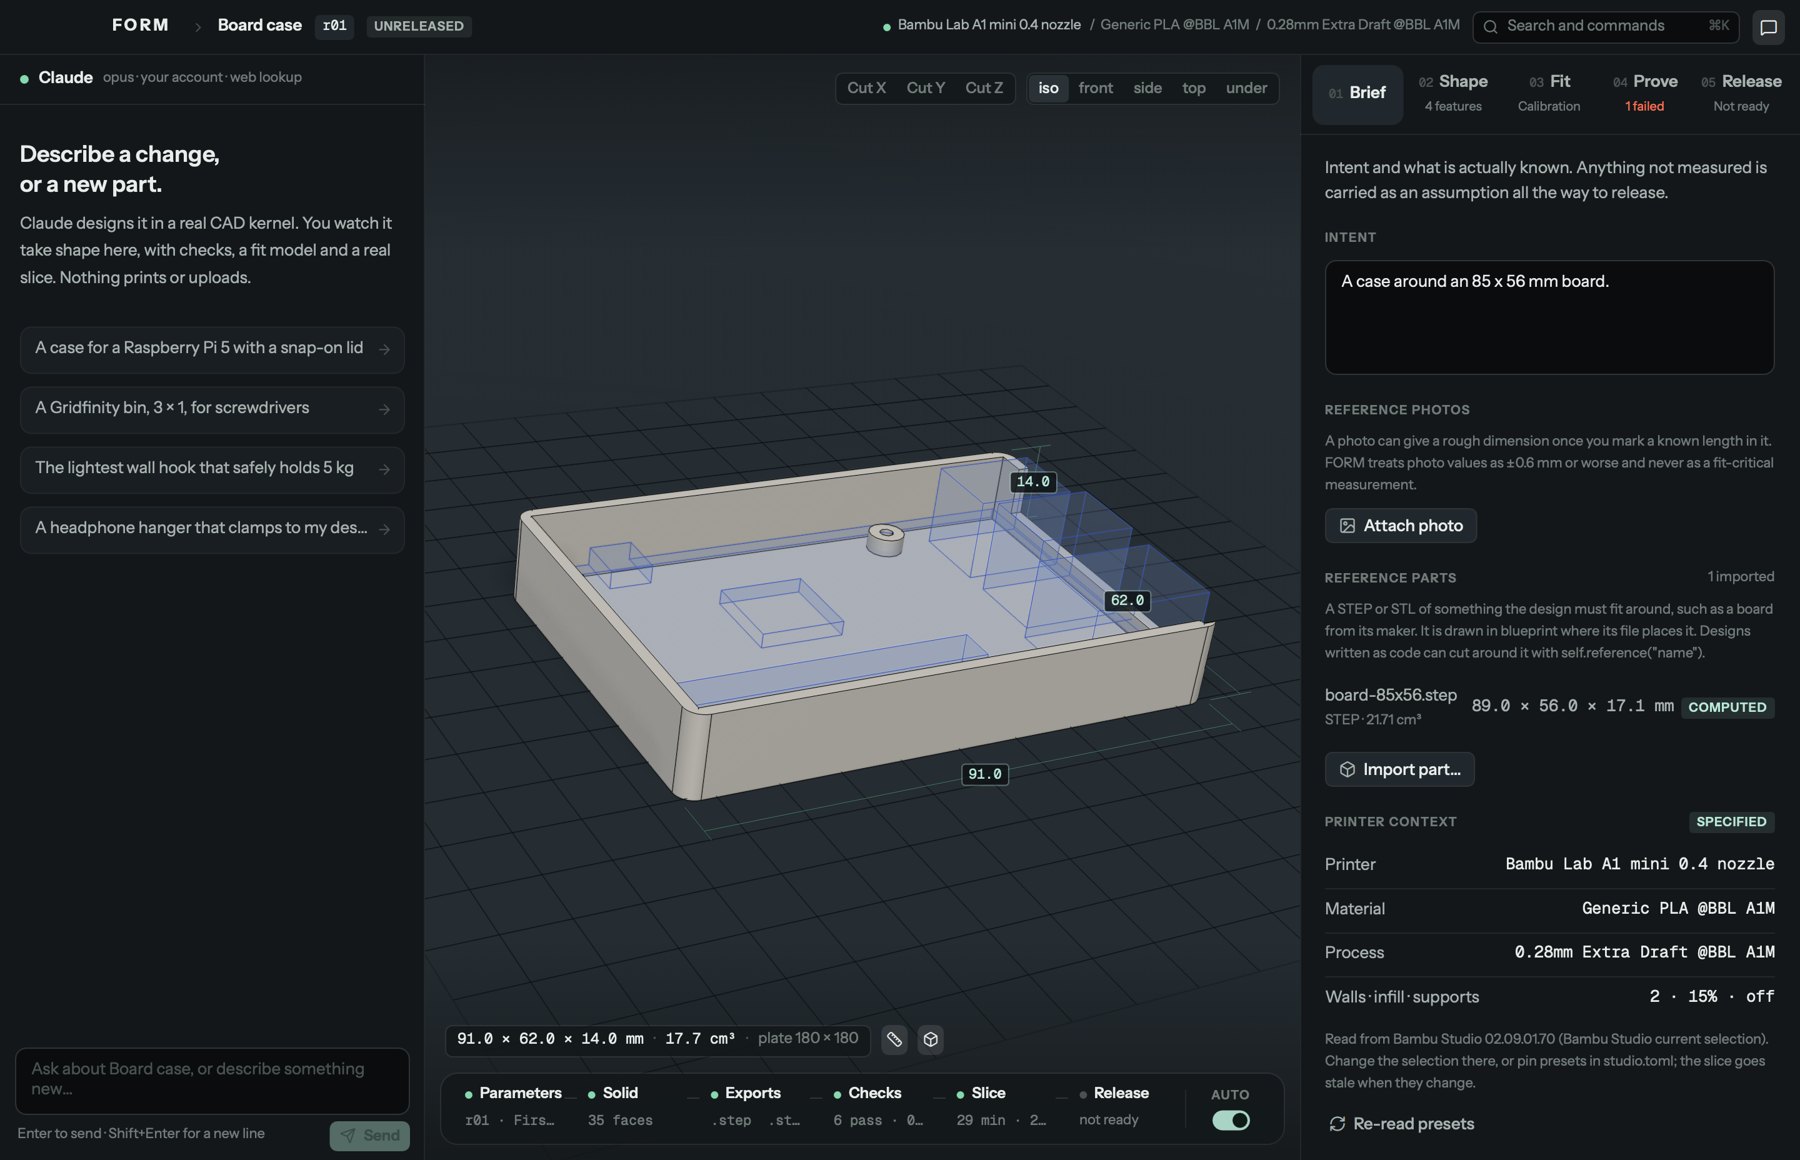 FORM › Board case r01 UNRELEASED
Bambu Lab A1 mini 0.4 nozzle / Generic PLA @BBL A1M / 0.28mm Extra Draft @BBL A1M
Search and commands ⌘K
Claude opus·your account·web lookup
Describe a change,
or a new part.
Claude designs it in a real CAD kernel. You watch it
take shape here, with checks, a fit model and a real
slice. Nothing prints or uploads.
A case for a Raspberry Pi 5 with a snap-on lid →
A Gridfinity bin, 3 × 1, for screwdrivers →
The lightest wall hook that safely holds 5 kg →
A headphone hanger that clamps to my des... →
Ask about Board case, or describe something
new...
Enter to send·Shift+Enter for a new line
Send
Cut X Cut Y Cut Z
iso front side top under
14.0
62.0
91.0
91.0 × 62.0 × 14.0 mm · 17.7 cm³ · plate 180 × 180
Parameters Solid Exports Checks Slice Release AUTO
r01 · Firs… 35 faces .step .st… 6 pass · 0… 29 min · 2… not ready
01 Brief
02 Shape
4 features
03 Fit
Calibration
04 Prove
1 failed
05 Release
Not ready
Intent and what is actually known. Anything not measured is
carried as an assumption all the way to release.
INTENT
A case around an 85 x 56 mm board.
REFERENCE PHOTOS
A photo can give a rough dimension once you mark a known length in it.
FORM treats photo values as ±0.6 mm or worse and never as a fit-critical
measurement.
Attach photo
REFERENCE PARTS 1 imported
A STEP or STL of something the design must fit around, such as a board
from its maker. It is drawn in blueprint where its file places it. Designs
written as code can cut around it with self.reference("name").
board-85x56.step 89.0 × 56.0 × 17.1 mm COMPUTED
STEP · 21.71 cm³
Import part...
PRINTER CONTEXT SPECIFIED
Printer Bambu Lab A1 mini 0.4 nozzle
Material Generic PLA @BBL A1M
Process 0.28mm Extra Draft @BBL A1M
Walls·infill·supports 2 · 15% · off
Read from Bambu Studio 02.09.01.70 (Bambu Studio current selection).
Change the selection there, or pin presets in studio.toml; the slice goes
stale when they change.
Re-read presets